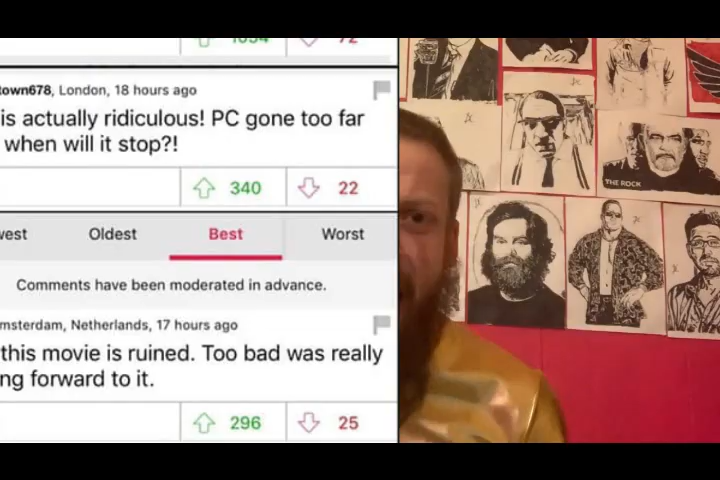 1054 72
town678, London, 18 hours ago
is actually ridiculous! PC gone too far
when will it stop?!
340 22
west Oldest Best Worst
Comments have been moderated in advance.
msterdam, Netherlands, 17 hours ago
this movie is ruined. Too bad was really
ng forward to it.
296 25
THE ROCK